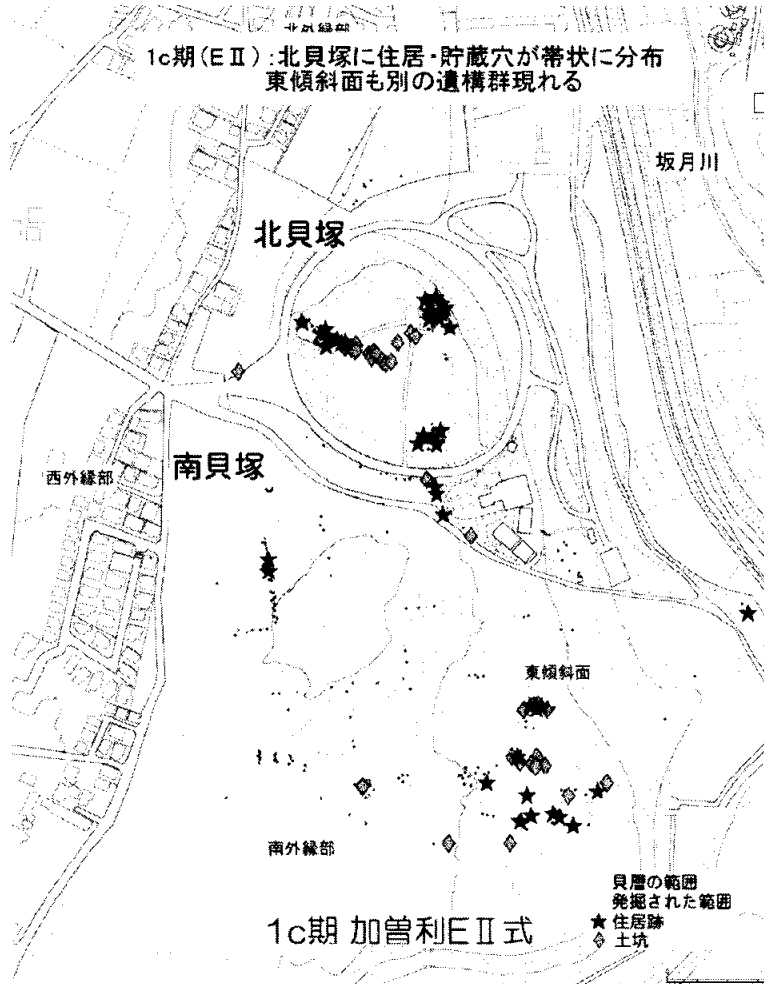 北外縁部
1c期(EⅡ):北貝塚に住居・貯蔵穴が帯状に分布
東傾斜面も別の遺構群現れる
坂月川
北貝塚
西外縁部
南貝塚
東傾斜面
南外縁部
貝層の範囲
発掘された範囲
住居跡
土坑
1c期 加曽利EⅡ式